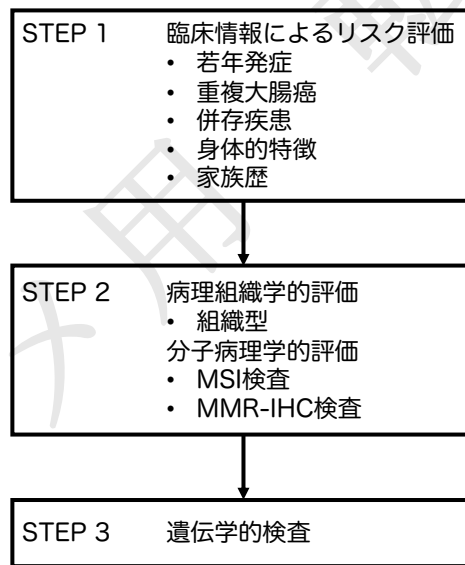 STEP 1 臨床情報によるリスク評価
• 若年発症
• 重複大腸癌
• 併存疾患
• 身体的特徴
• 家族歴
STEP 2 病理組織学的評価
• 組織型
分子病理学的評価
• MSI検査
• MMR-IHC検査
STEP 3 遺伝学的検査
メ用